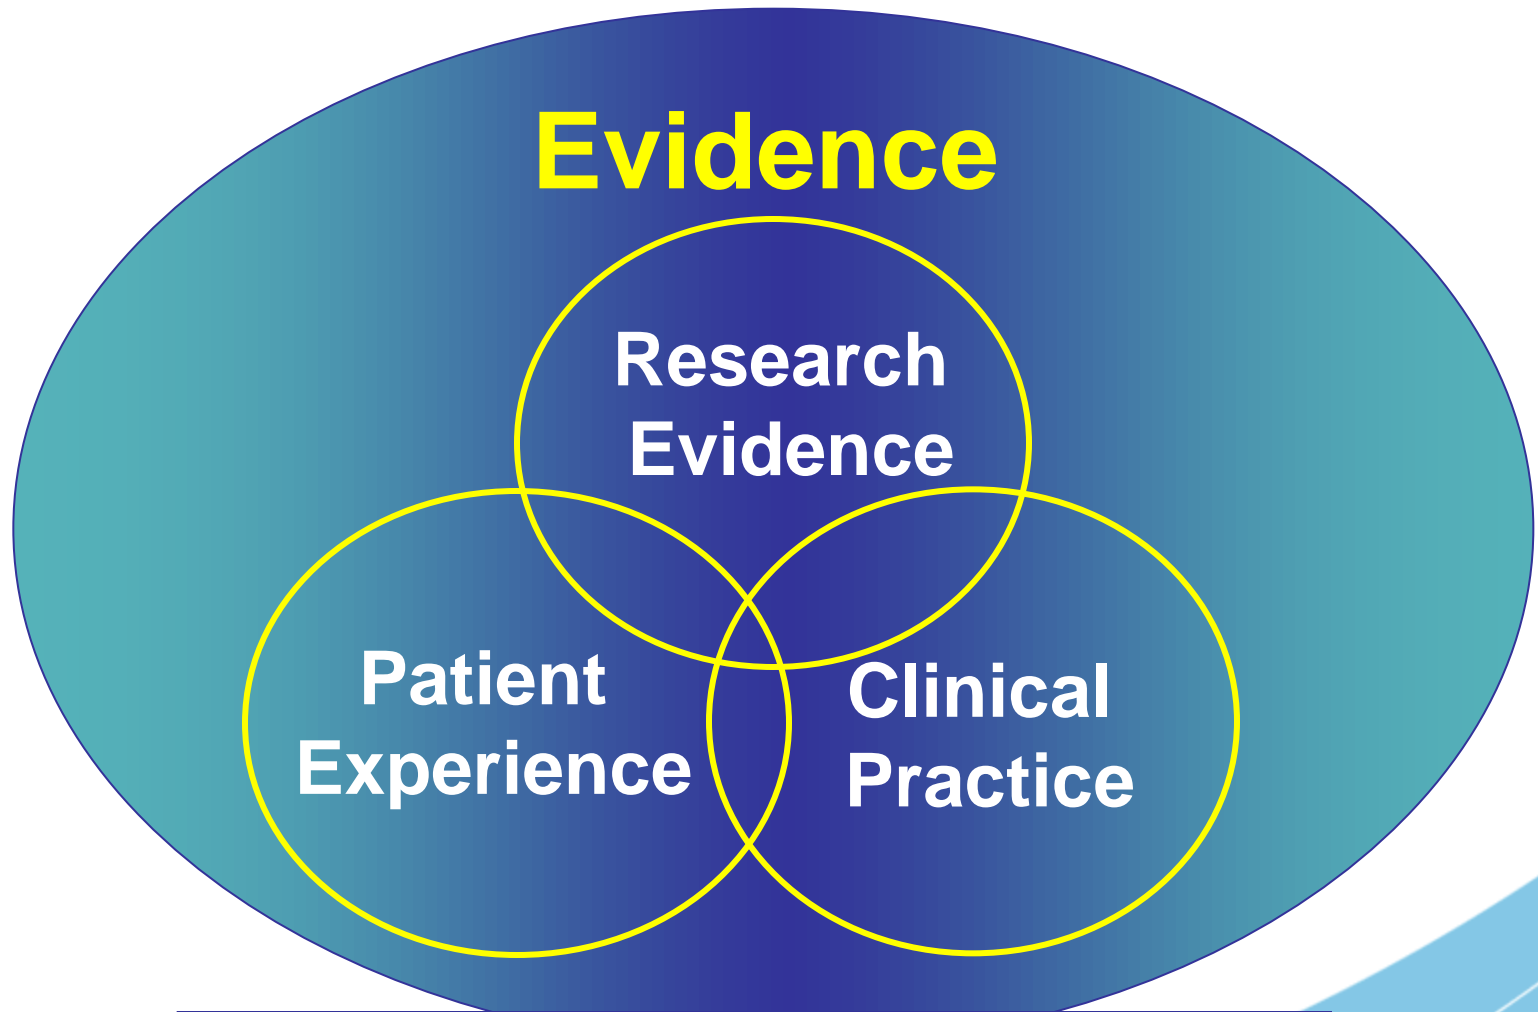 Evidence
Research
Evidence
Patient
Experience
Clinical
Practice